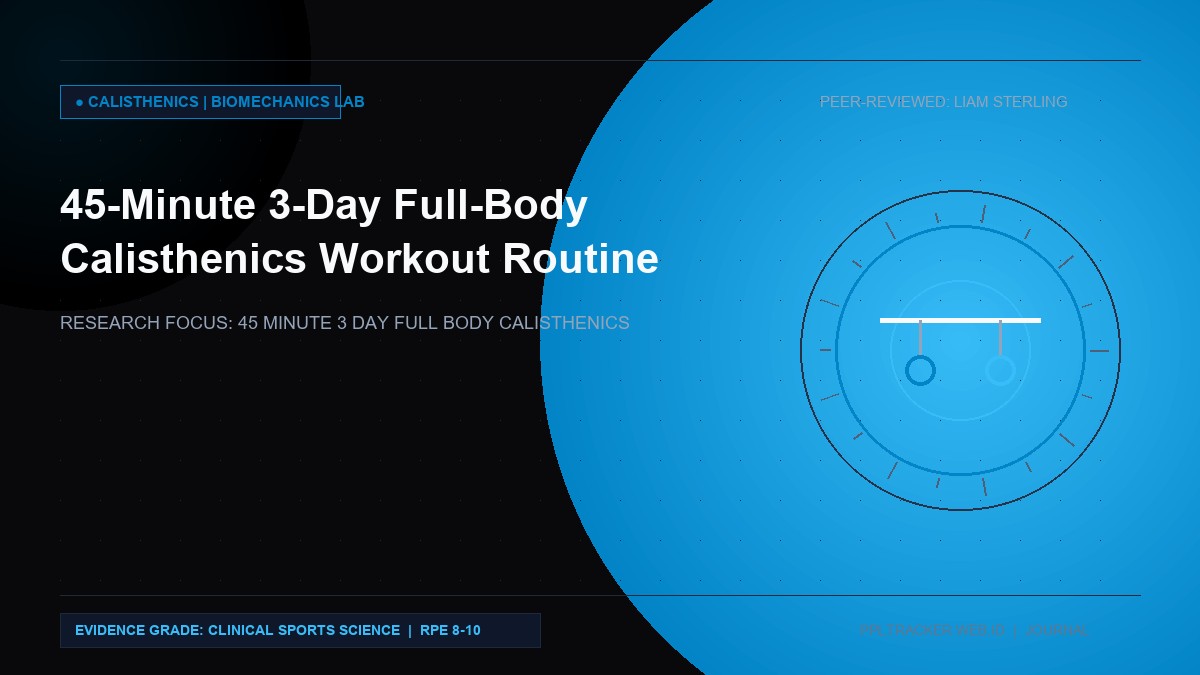 ● CALISTHENICS | BIOMECHANICS LAB
PEER-REVIEWED: LIAM STERLING
45-Minute 3-Day Full-Body
Calisthenics Workout Routine
RESEARCH FOCUS: 45 MINUTE 3 DAY FULL BODY CALISTHENICS
EVIDENCE GRADE: CLINICAL SPORTS SCIENCE | RPE 8-10
| JOURNAL